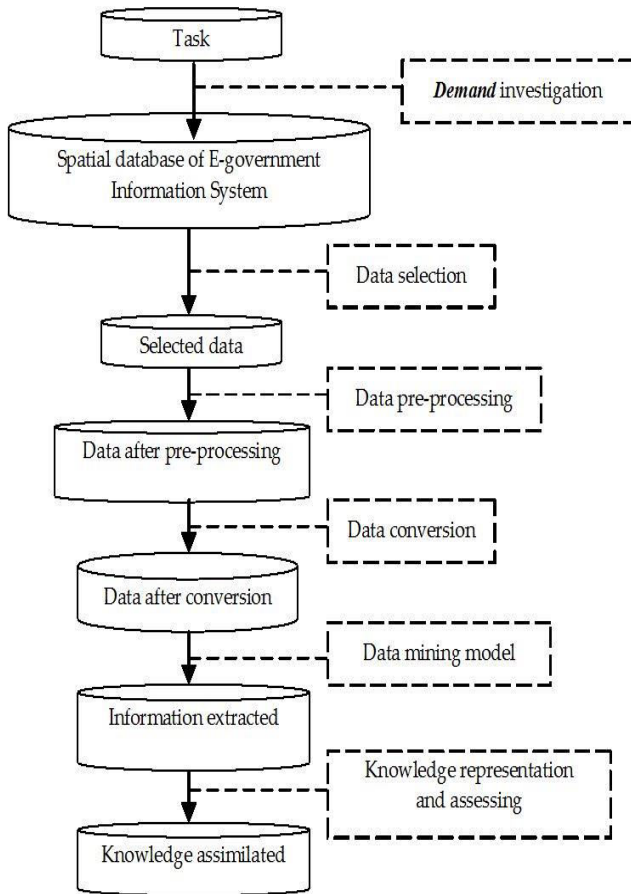 Task
Demand investigation
Spatial database of E-government
Information System
Data selection
Selected data
Data pre-processing
Data after pre-processing
Data conversion
Data after conversion
Data mining model
Information extracted
Knowledge representation
and assessing
Knowledge assimilated